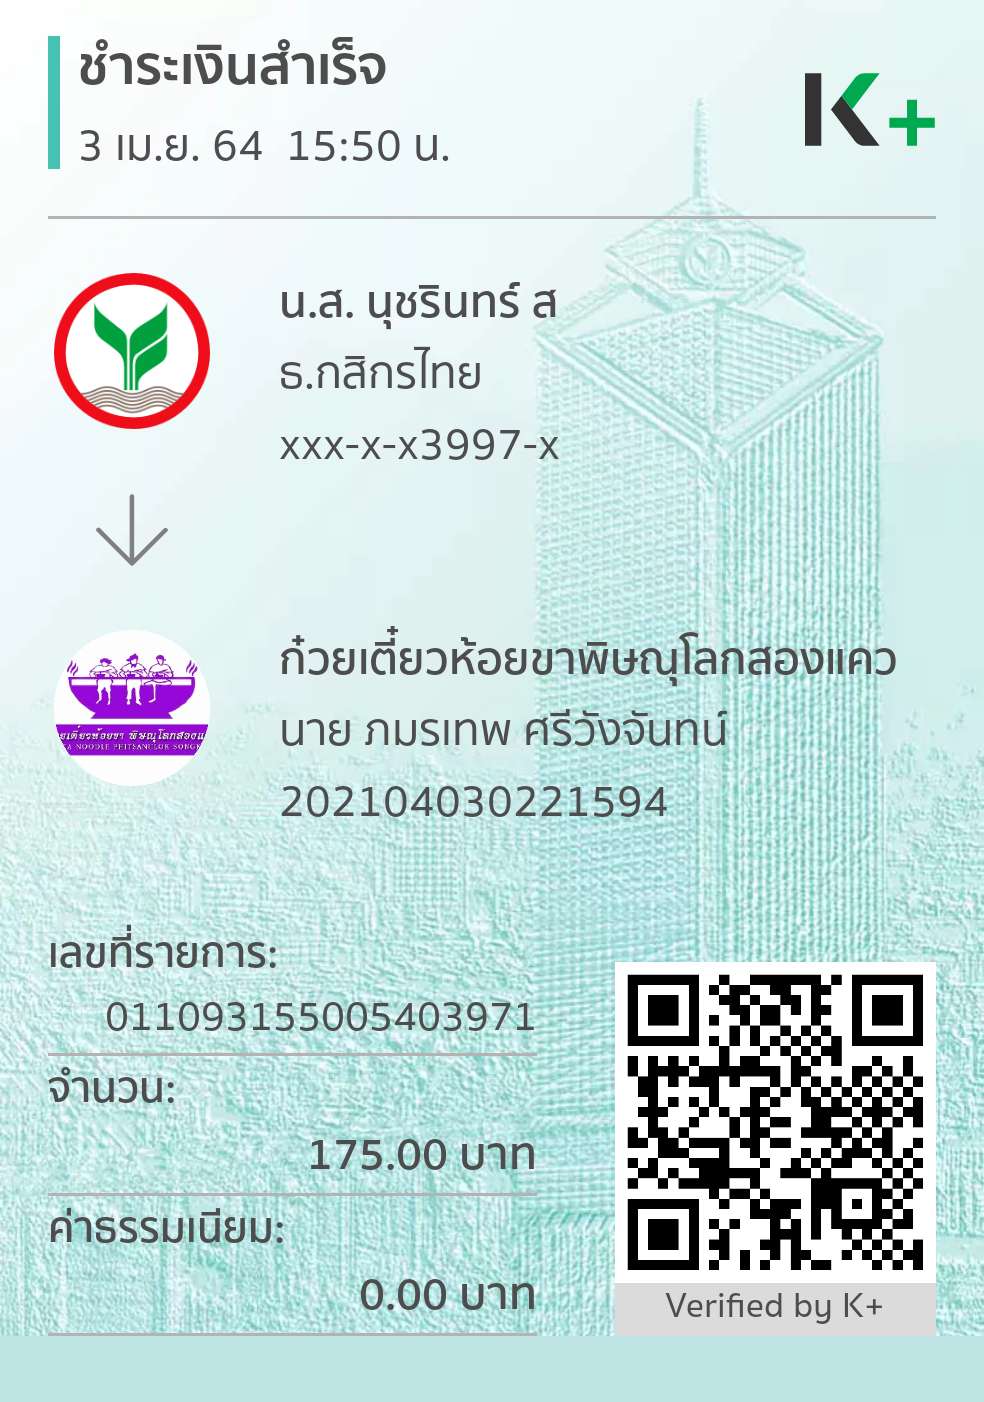 ชำระเงินสำเร็จ
3 เม.ย. 64 15:50 น.
K+
น.ส. นุชรินทร์ ส
ธ.กสิกรไทย
xxx-x-x3997-x
ก๋วยเตี๋ยวห้อยขาพิษณุโลกสองแคว
นาย ภมรเทพ ศรีวังจันทน์
202104030221594
เลขที่รายการ:
011093155005403971
จำนวน:
175.00 บาท
ค่าธรรมเนียม:
0.00 บาท
Verified by K+